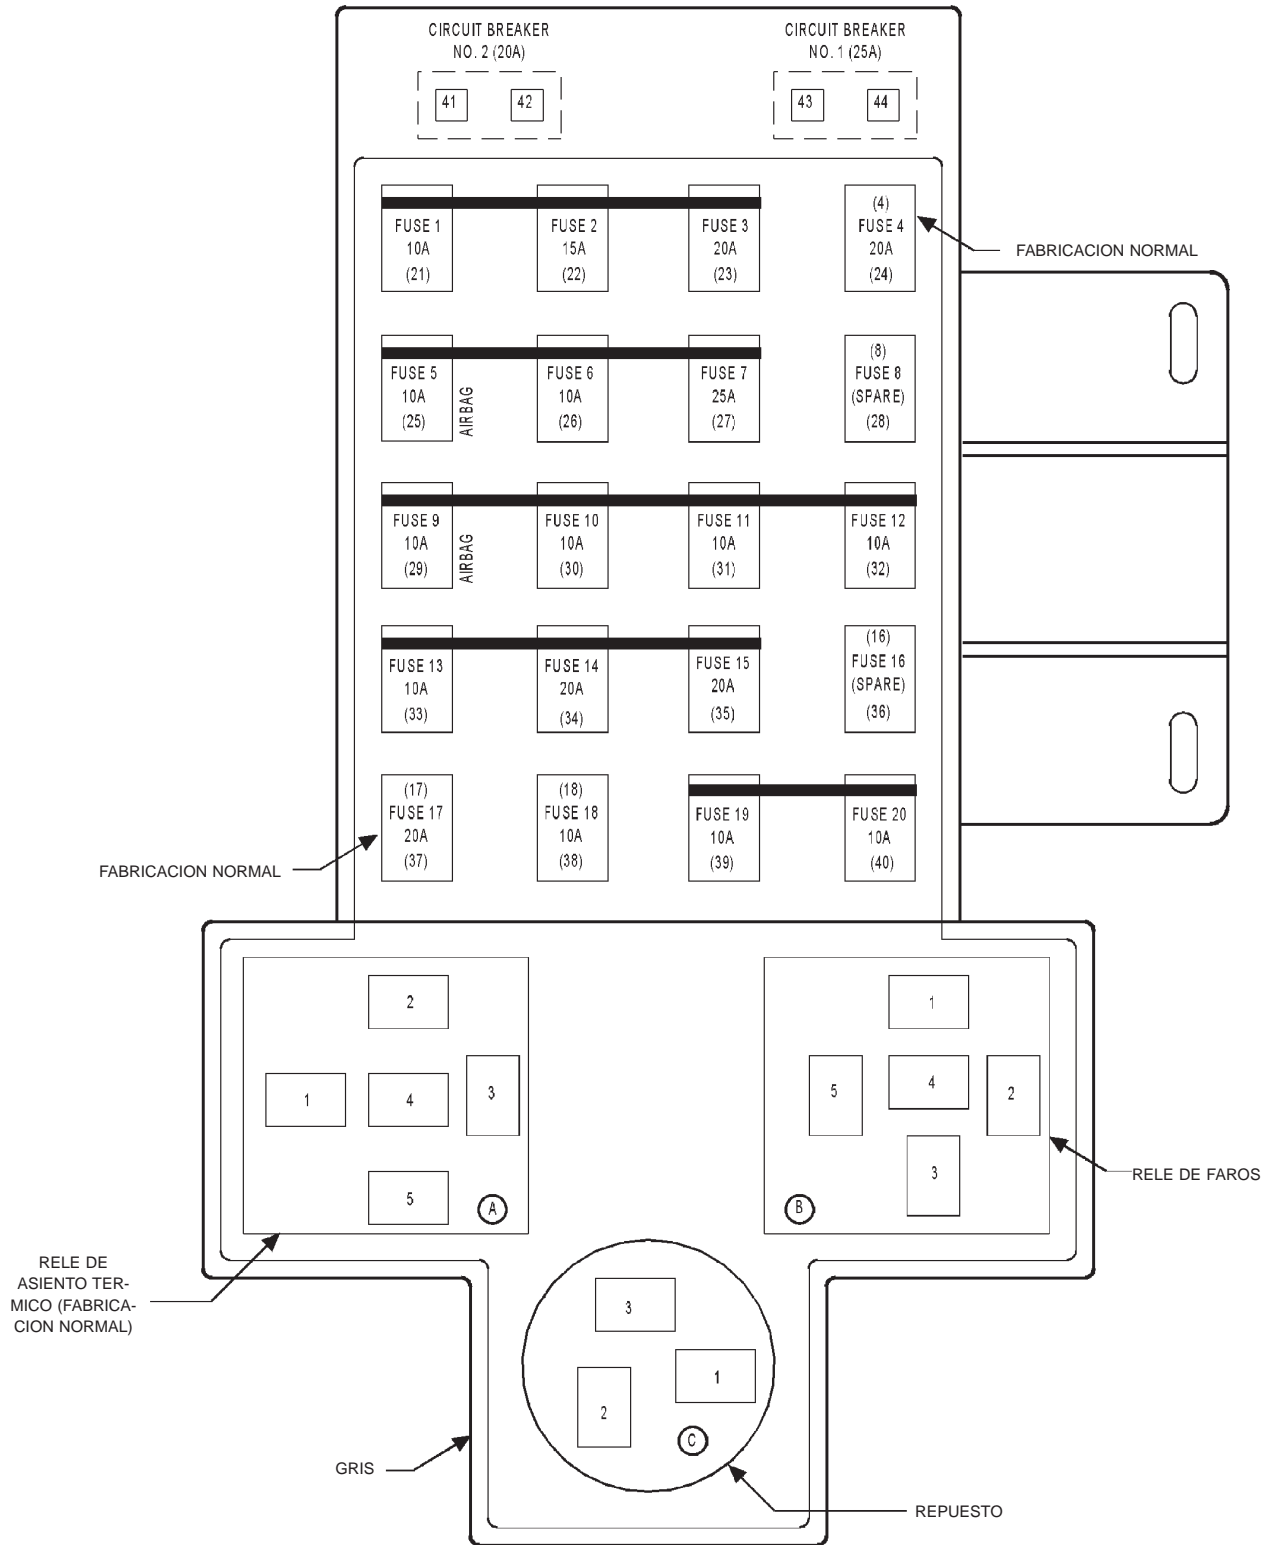 CIRCUIT BREAKER
NO. 2 (20A)
CIRCUIT BREAKER
NO. 1 (25A)
41
42
43
44
FUSE 1
10A
(21)
FUSE 2
15A
(22)
FUSE 3
20A
(23)
(4)
FUSE 4
20A
(24)
FABRICACION NORMAL
FUSE 5
10A
(25)
AIRBAG
FUSE 6
10A
(26)
FUSE 7
25A
(27)
(8)
FUSE 8
(SPARE)
(28)
FUSE 9
10A
(29)
AIRBAG
FUSE 10
10A
(30)
FUSE 11
10A
(31)
FUSE 12
10A
(32)
FUSE 13
10A
(33)
FUSE 14
20A
(34)
FUSE 15
20A
(35)
(16)
FUSE 16
(SPARE)
(36)
(17)
FUSE 17
20A
(37)
(18)
FUSE 18
10A
(38)
FUSE 19
10A
(39)
FUSE 20
10A
(40)
FABRICACION NORMAL
2
1
4
3
5
A
1
5
4
2
3
B
RELE DE FAROS
RELE DE
ASIENTO TER-
MICO (FABRICA-
CION NORMAL)
3
1
2
C
GRIS
REPUESTO